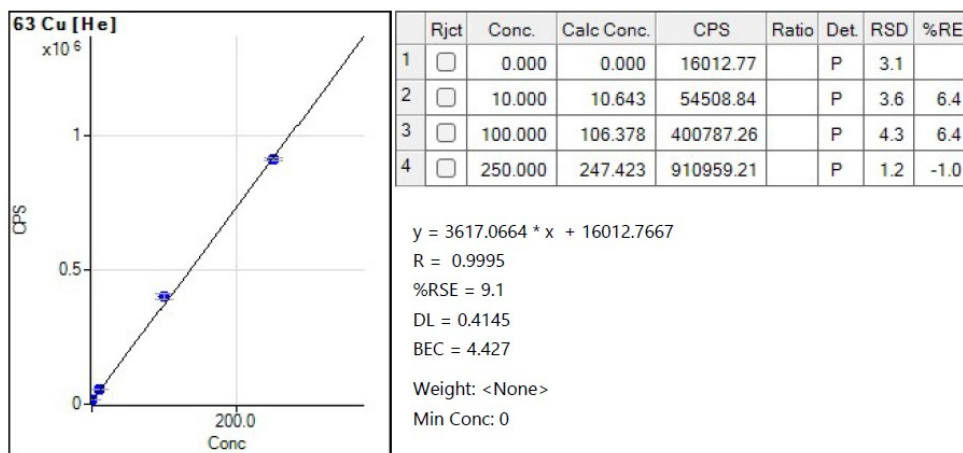 63 Cu [He]
x10⁶
1
0.5
0
200.0
CPS
Conc
Rjct Conc. Calc Conc. CPS Ratio Det. RSD %RE
1 0.000 0.000 16012.77 P 3.1
2 10.000 10.643 54508.84 P 3.6 6.4
3 100.000 106.378 400787.26 P 4.3 6.4
4 250.000 247.423 910959.21 P 1.2 -1.0
y = 3617.0664 * x + 16012.7667
R = 0.9995
%RSE = 9.1
DL = 0.4145
BEC = 4.427
Weight: <None>
Min Conc: 0